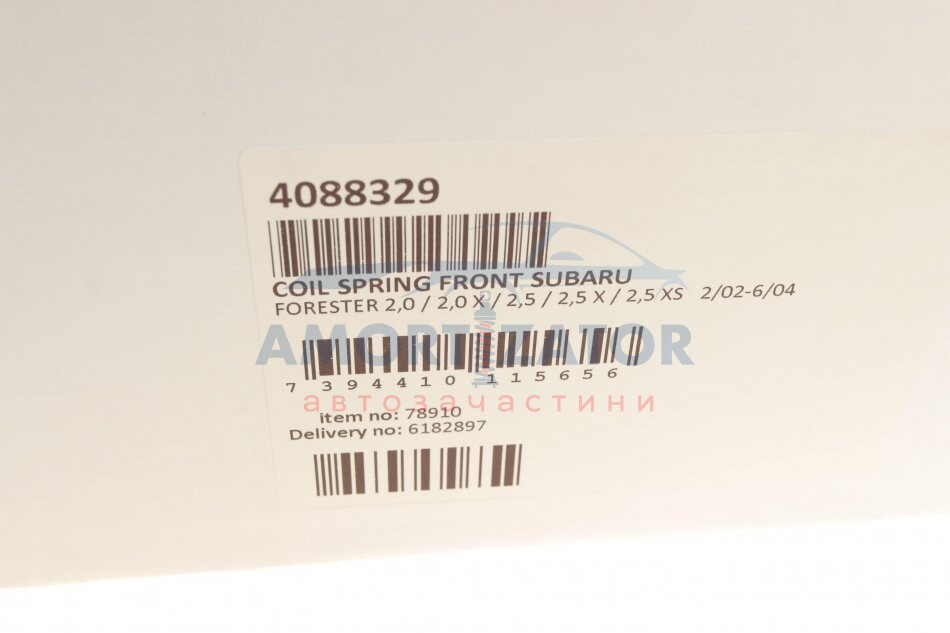 4088329
COIL SPRING FRONT SUBARU
FORESTER 2,0 / 2,0 X / 2,5 / 2,5 X / 2,5 XS 2/02-6/04
AMORTIZATOR
7 394410 115656
автозачастини
item no: 78910
Delivery no: 6182897